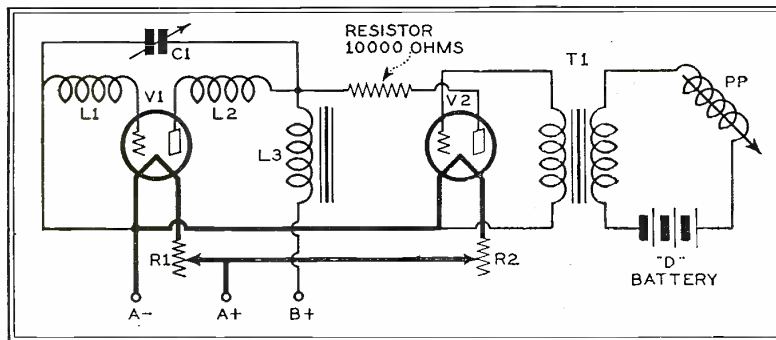 RESISTOR
10000 OHMS
C1
L1
V1
L2
V2
T1
PP
L3
R1
R2
"D"
BATTERY
A-
A+
B+